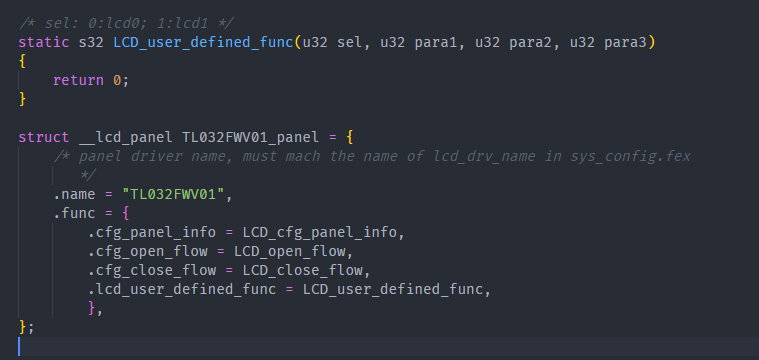 /* sel: 0:lcd0; 1:lcd1 */
static s32 LCD_user_defined_func(u32 sel, u32 para1, u32 para2, u32 para3)
{
    return 0;
}

struct __lcd_panel TL032FWV01_panel = {
    /* panel driver name, must mach the name of lcd_drv_name in sys_config.fex
       */
    .name = "TL032FWV01",
    .func = {
        .cfg_panel_info = LCD_cfg_panel_info,
        .cfg_open_flow = LCD_open_flow,
        .cfg_close_flow = LCD_close_flow,
        .lcd_user_defined_func = LCD_user_defined_func,
        },
};